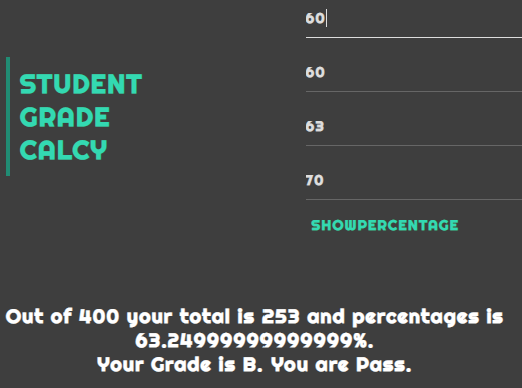 60
60
63
70
STUDENT
GRADE
CALCY
SHOWPERCENTAGE
Out of 400 your total is 253 and percentages is
63.249999999999999%.
Your Grade is B. You are Pass.